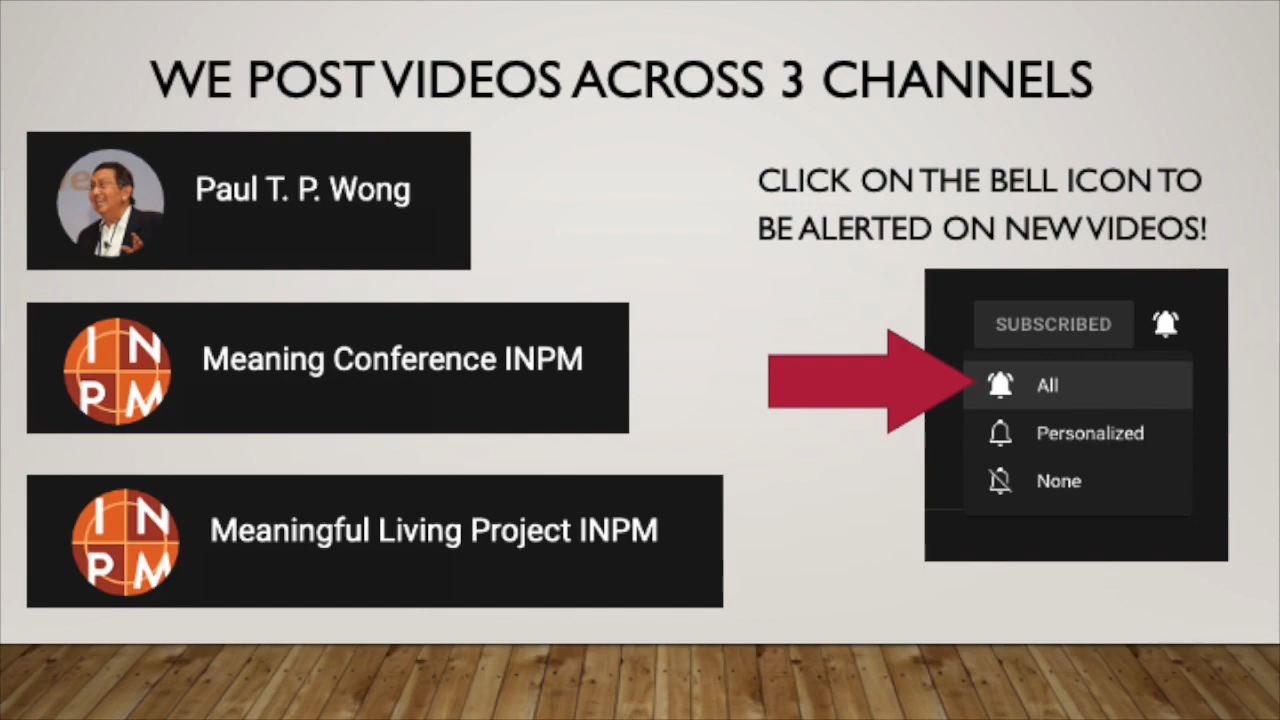 WE POST VIDEOS ACROSS 3 CHANNELS
Paul T. P. Wong
CLICK ON THE BELL ICON TO
BE ALERTED ON NEW VIDEOS!
I N
P M
Meaning Conference INPM
I N
P M
Meaningful Living Project INPM
SUBSCRIBED
All
Personalized
None